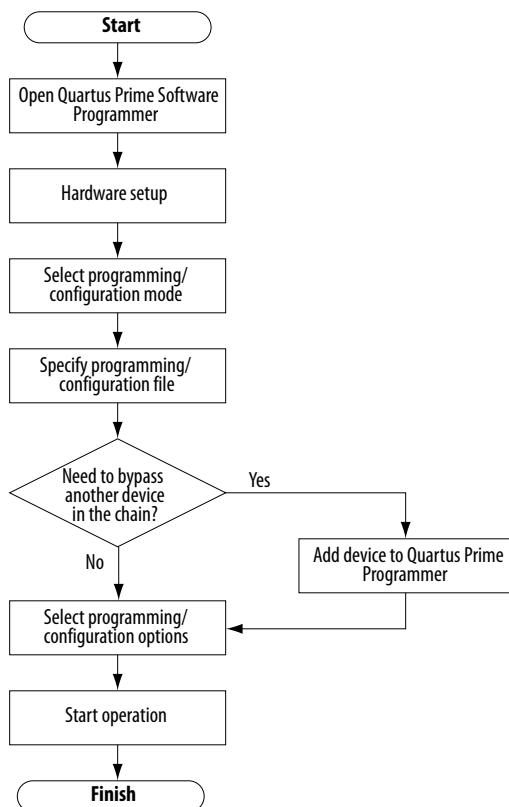 Start
Open Quartus Prime Software
Programmer
Hardware setup
Select programming/
configuration mode
Specify programming/
configuration file
Need to bypass
another device
in the chain?
Yes
No
Add device to Quartus Prime
Programmer
Select programming/
configuration options
Start operation
Finish